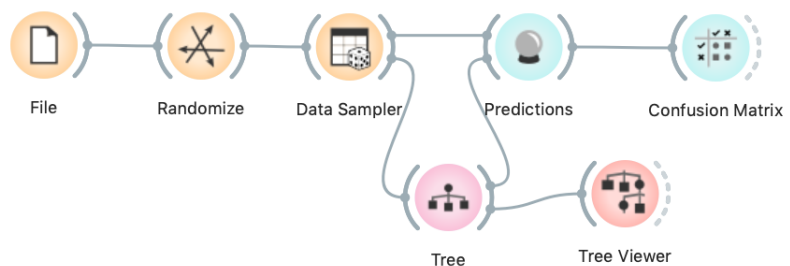 File
Randomize
Data Sampler
Predictions
Confusion Matrix
Tree
Tree Viewer